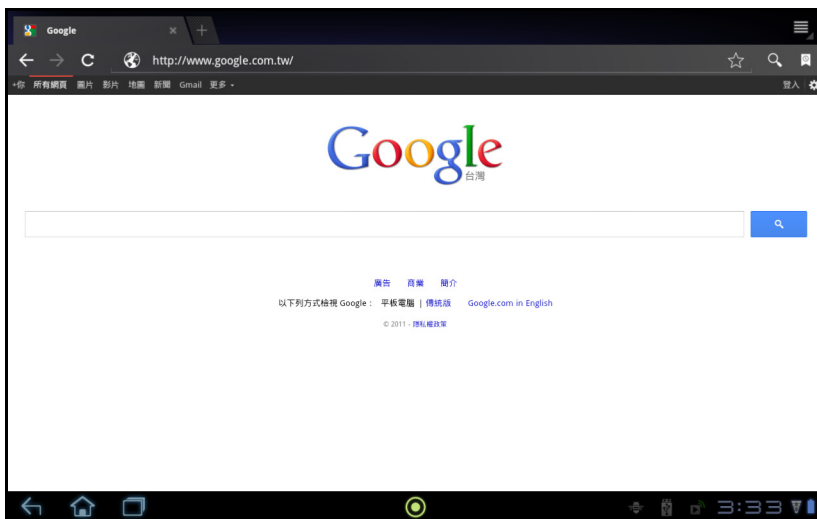 Google
http://www.google.com.tw/
+你 所有網頁 圖片 影片 地圖 新聞 Gmail 更多
登入
Google
台灣
廣告 商業 簡介
以下列方式檢視 Google： 平板電腦 | 傳統版 Google.com in English
© 2011 - 隱私權政策
3:33